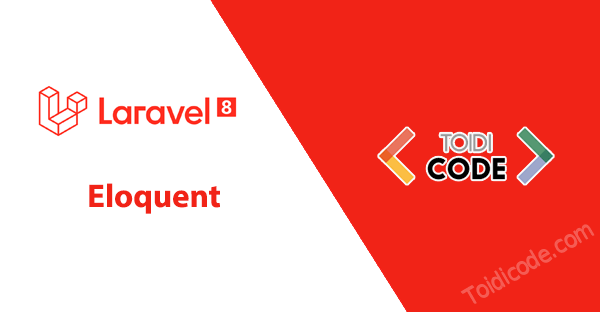 Laravel 8
Eloquent
TOIDI
CODE
Toidicode.com